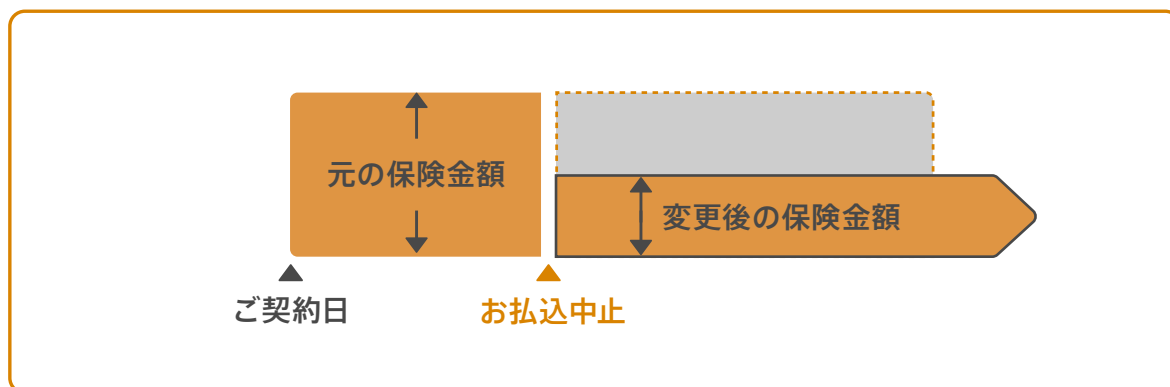 元の保険金額
変更後の保険金額
ご契約日
お払込中止